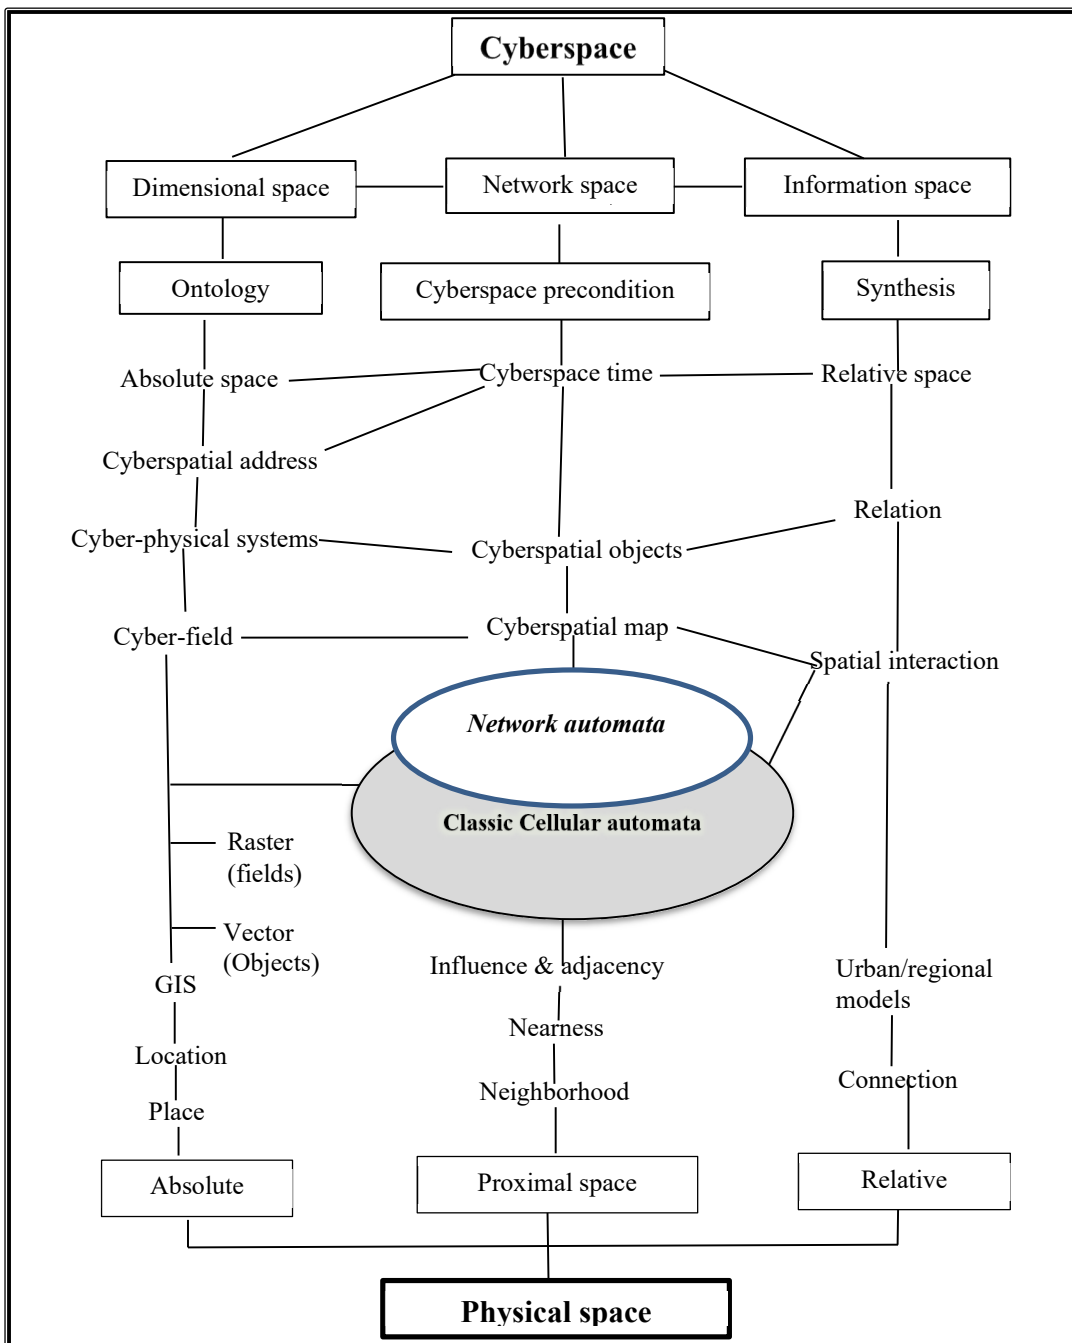 Cyberspace
Dimensional space
Network space
Information space
Ontology
Cyberspace precondition
Synthesis
Absolute space
Cyberspace time
Relative space
Cyberspatial address
Relation
Cyber-physical systems
Cyberspatial objects
Cyber-field
Cyberspatial map
Spatial interaction
Network automata
Classic Cellular automata
Raster
(fields)
Vector
(Objects)
GIS
Influence & adjacency
Urban/regional
models
Nearness
Location
Connection
Neighborhood
Place
Absolute
Proximal space
Relative
Physical space